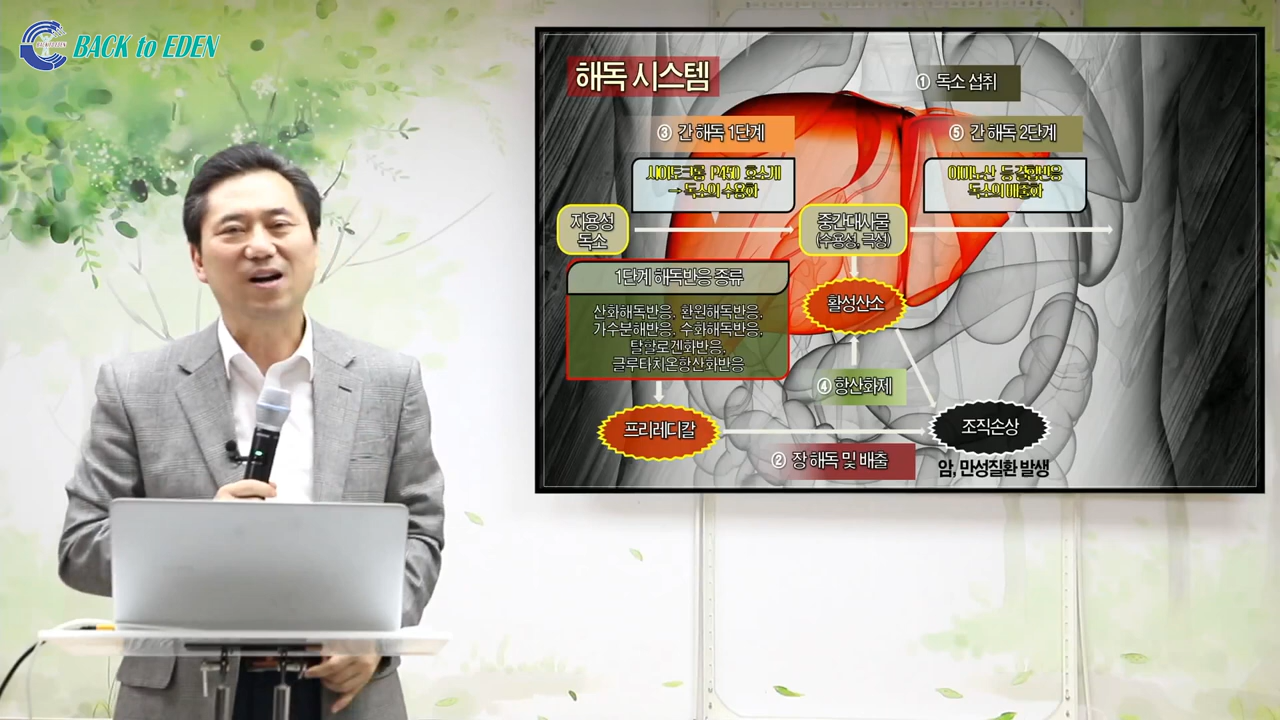 BACK to EDEN
해독 시스템
① 독소 섭취
③ 간 해독 1단계
⑤ 간 해독 2단계
사이토크롬 P450 효소계
→ 독소의 수용화
아미노산 등 결합반응
독소의 배출화
지용성
독소
중간대사물
(수용성, 극성)
1단계 해독반응 종류
산화해독반응, 환원해독반응,
가수분해반응, 수화해독반응,
탈할로겐화반응,
글루타치온항산화반응
활성산소
④ 항산화제
프리레디칼
조직손상
② 장 해독 및 배출
암, 만성질환 발생